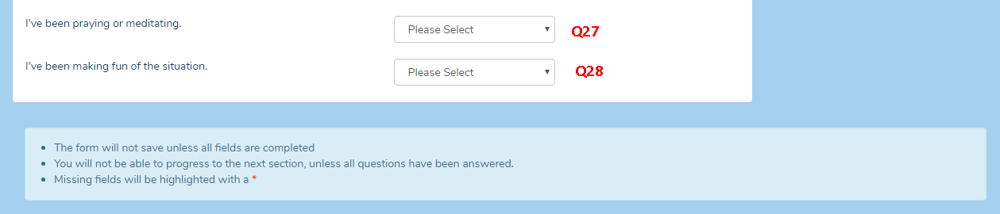 I've been praying or meditating.
Please Select
Q27
I've been making fun of the situation.
Please Select
Q28
The form will not save unless all fields are completed
You will not be able to progress to the next section, unless all questions have been answered.
Missing fields will be highlighted with a *